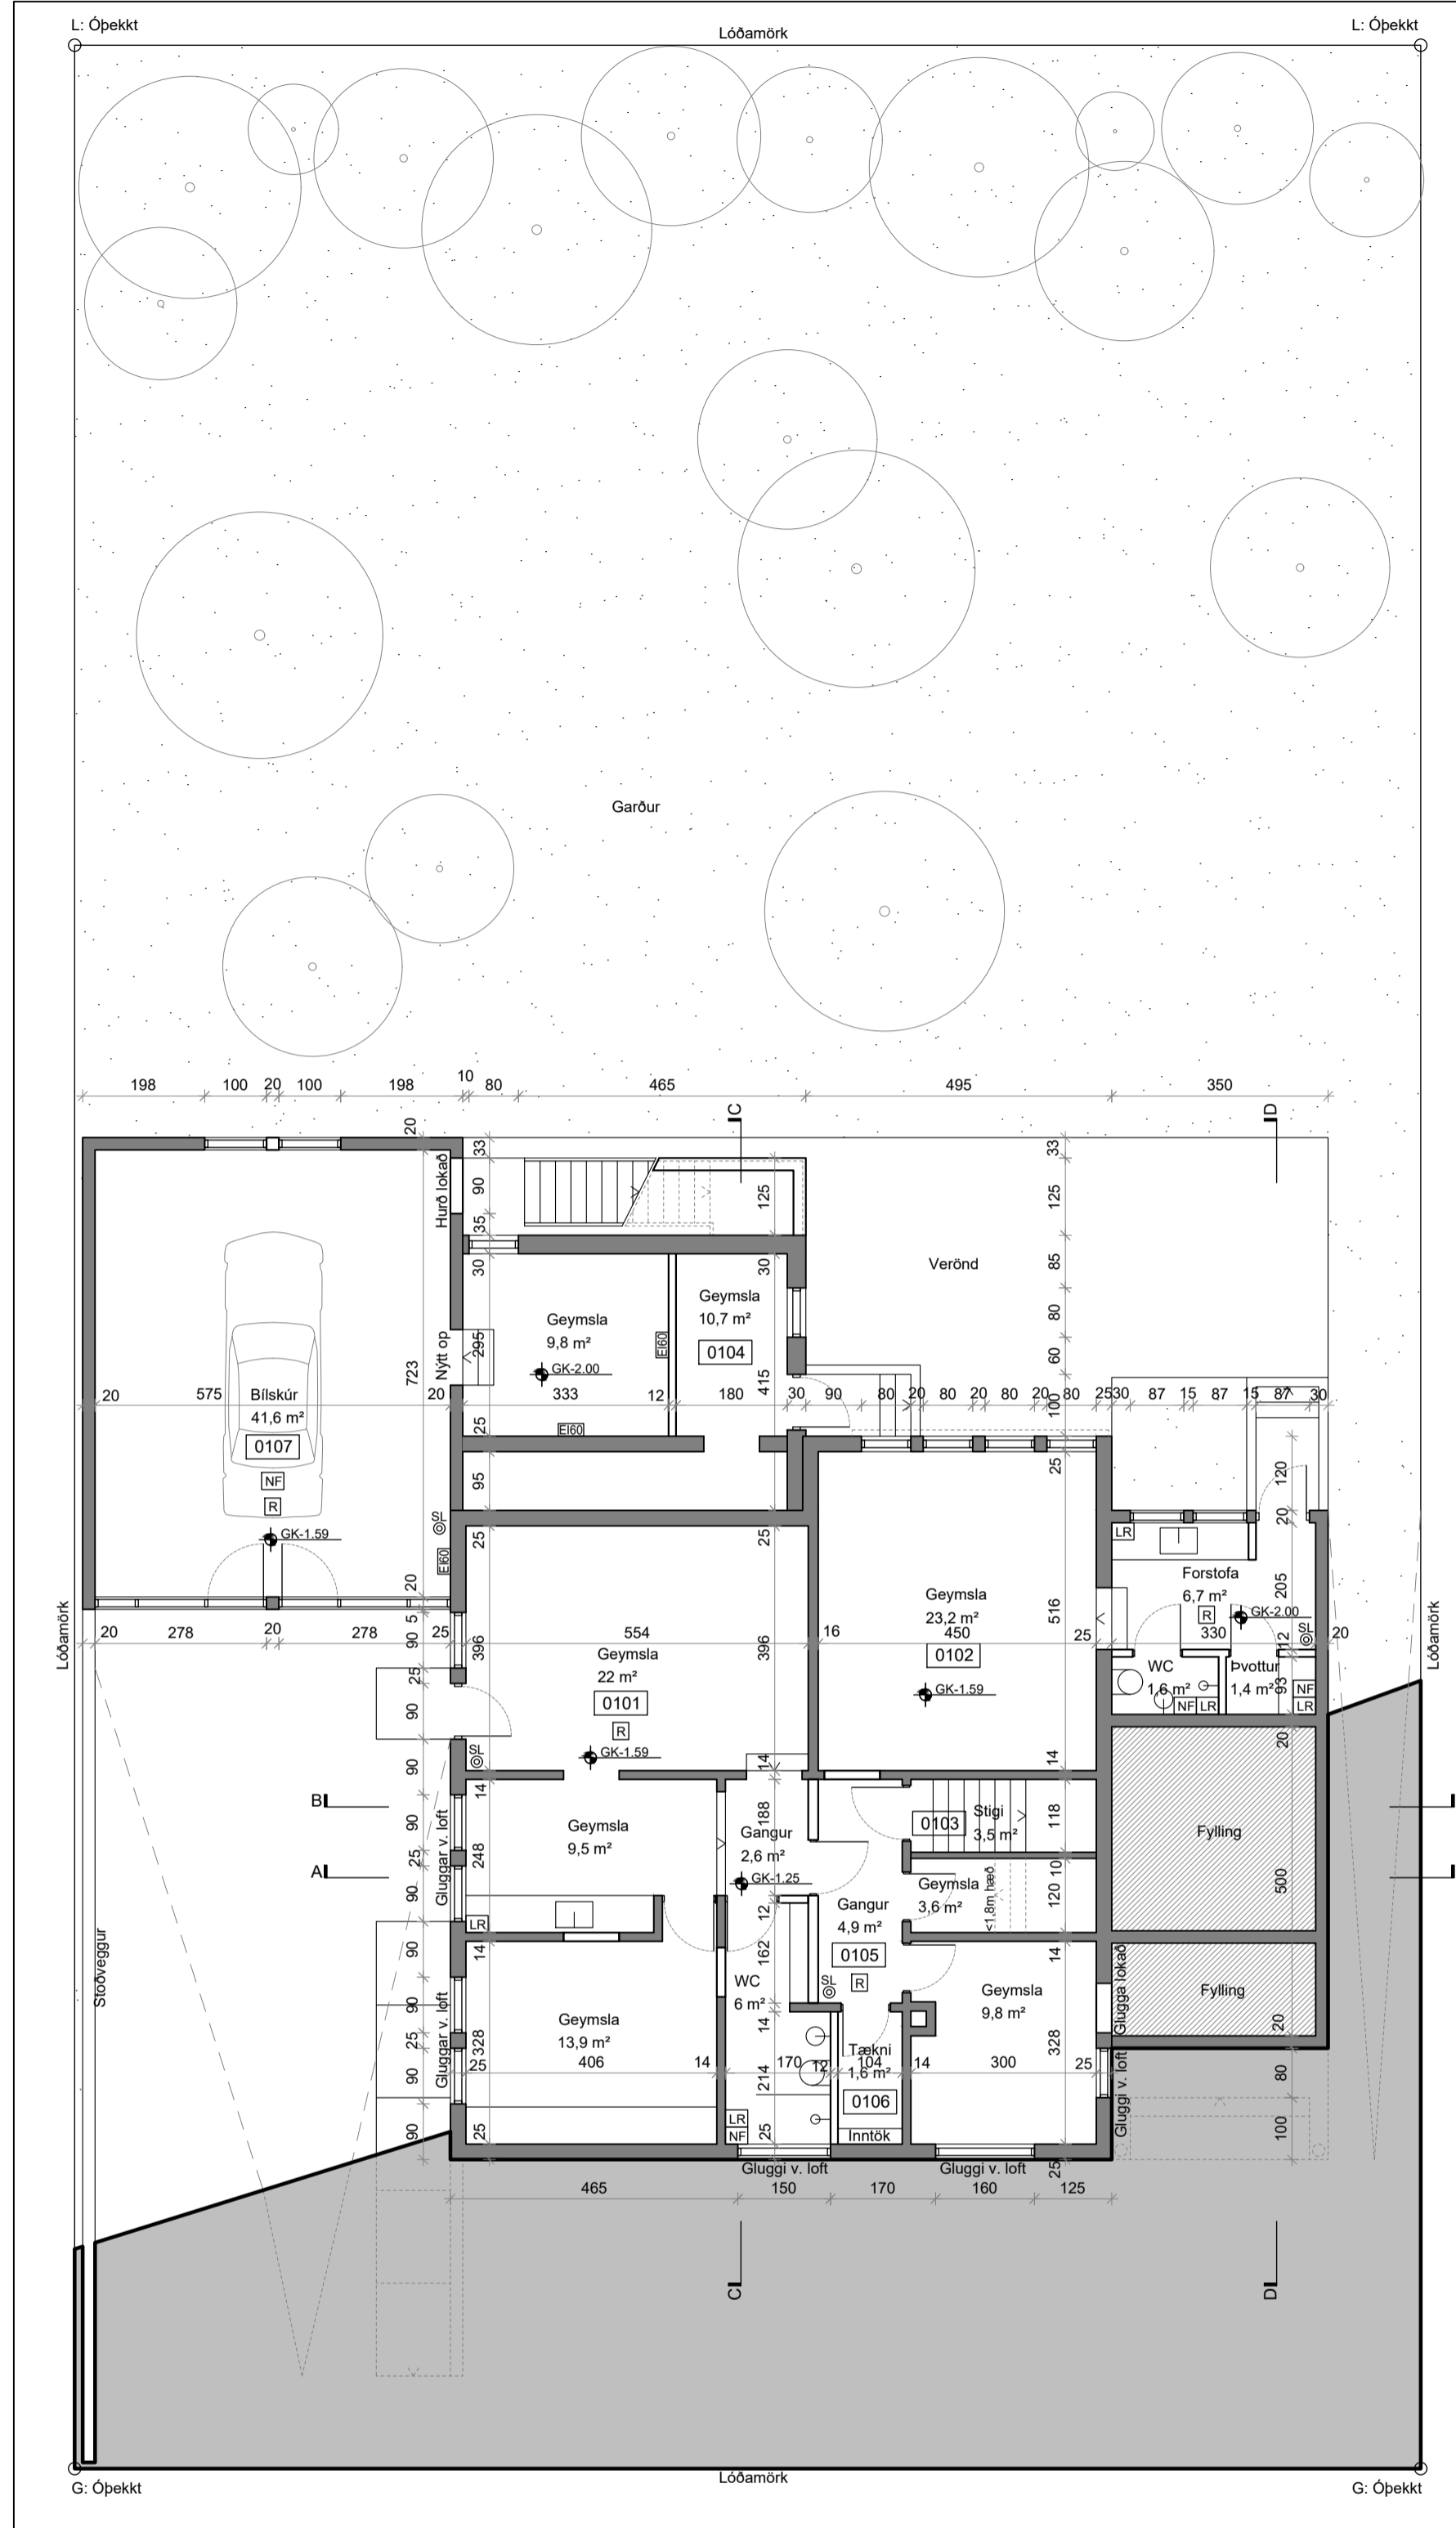 L: Óþekkt
Lóðamörk
L: Óþekkt
Garður
198 100 20 100 198 10 80 465 495 350
C
D
20
33
90
35
30
295
25
95
25
Hurð lokað
Nýtt op
125
30
415
25
33
125
85
80
60
100
25
Verönd
Geymsla
9,8 m²
GK-2.00
EI60
EI60
Geymsla
10,7 m²
0104
723
20 575 20 333 12 180 30 90 80 20 80 20 80 20 80 25 30 87 15 87 15 87 30
Bílskúr
41,6 m²
0107
NF
R
GK-1.59
SL
EI60
20
5
120
20
205
12
93
20
LR
Forstofa
6,7 m²
R
GK-2.00
SL
Geymsla
23,2 m²
516
0102
GK-1.59
20 278 20 278 25 554 16 450 25 330 20
Lóðamörk
Lóðamörk
Geymsla
22 m²
0101
R
GK-1.59
SL
396
396
90
25
90
90
WC
1,6 m²
NF LR
Þvottur
1,4 m²
NF
LR
14
14
14
B
A
90
25
90
90
248
Gluggar v. loft
Geymsla
9,5 m²
LR
188
Gangur
2,6 m²
GK-1.25
12
0103
Stigi
3,5 m²
118
10
Geymsla
3,6 m²
<1,8m hæð
120
Fylling
500
Gangur
4,9 m²
0105
R
SL
14
162
14
14
WC
6 m²
Geymsla
9,8 m²
Glugga lokað
Fylling
20
Stoðveggur
Gluggar v. loft
90
25
90
90
328
Geymsla
13,9 m²
Tækni
1,6 m²
0106
Inntök
328
25 406 14 170 12 104 14 300 25
214
25
25
LR
NF
Gluggi v. loft
80
100
25
Gluggi v. loft
Gluggi v. loft
465 150 170 160 125
C
D
Lóðamörk
G: Óþekkt
G: Óþekkt